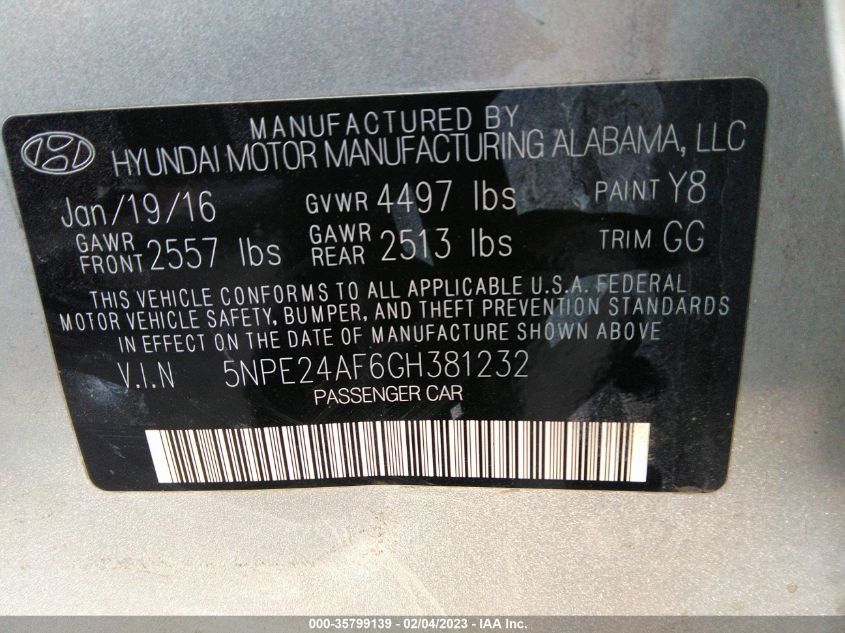 MANUFACTURED BY
HYUNDAI MOTOR MANUFACTURING ALABAMA, LLC
Jan/19/16 GVWR 4497 lbs PAINT Y8
GAWR FRONT 2557 lbs GAWR REAR 2513 lbs TRIM GG
THIS VEHICLE CONFORMS TO ALL APPLICABLE U.S.A. FEDERAL
MOTOR VEHICLE SAFETY, BUMPER, AND THEFT PREVENTION STANDARDS
IN EFFECT ON THE DATE OF MANUFACTURE SHOWN ABOVE
V.I.N 5NPE24AF6GH381232
PASSENGER CAR
000-35799139 - 02/04/2023 - IAA Inc.